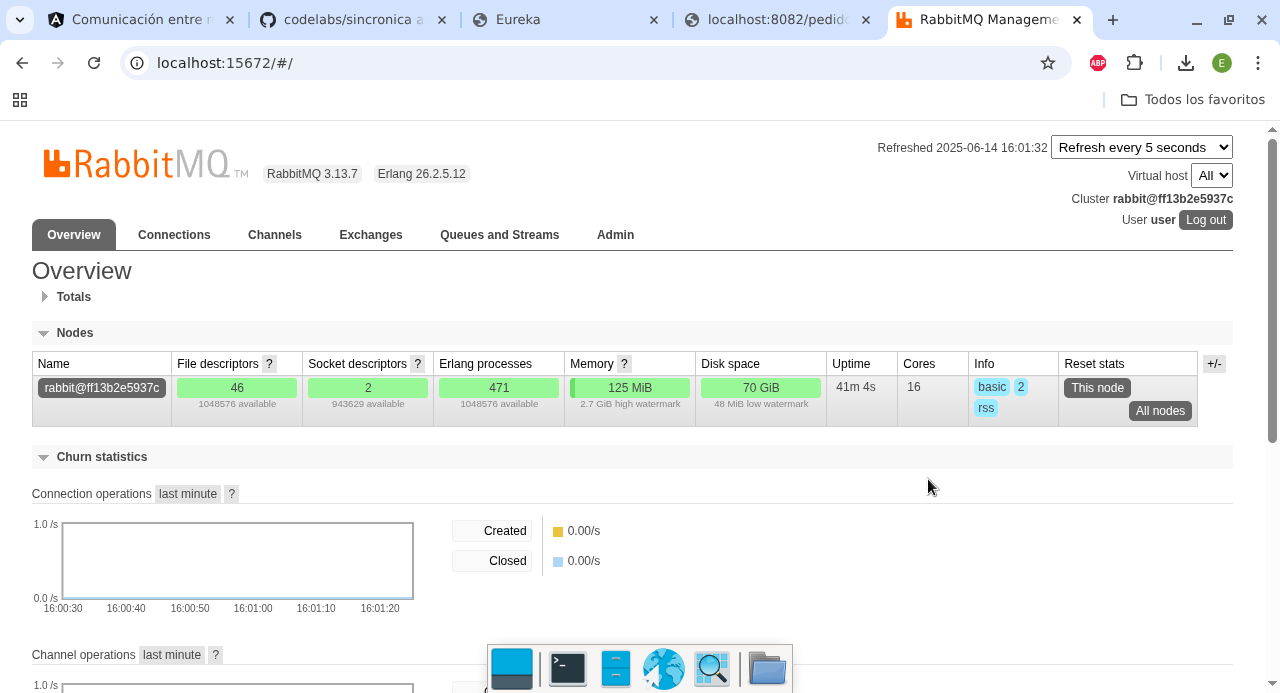 Comunicación entre
codelabs/sincronica a
Eureka
localhost:8082/pedido
RabbitMQ Manageme
localhost:15672/#/
ABP
E
Todos los favoritos
RabbitMQ TM
RabbitMQ 3.13.7
Erlang 26.2.5.12
Refreshed 2025-06-14 16:01:32
Refresh every 5 seconds
Virtual host
All
Cluster rabbit@ff13b2e5937c
User user
Log out
Overview
Connections
Channels
Exchanges
Queues and Streams
Admin
Overview
Totals
Nodes
Name
File descriptors ?
Socket descriptors ?
Erlang processes
Memory ?
Disk space
Uptime
Cores
Info
Reset stats
+/-
rabbit@ff13b2e5937c
46
1048576 available
2
943629 available
471
1048576 available
125 MiB
2.7 GiB high watermark
70 GiB
48 MiB low watermark
41m 4s
16
basic
2
rss
This node
All nodes
Churn statistics
Connection operations
last minute
?
1.0 /s
0.0 /s
16:00:30
16:00:40
16:00:50
16:01:00
16:01:10
16:01:20
Created
0.00/s
Closed
0.00/s
Channel operations
last minute
?
1.0 /s